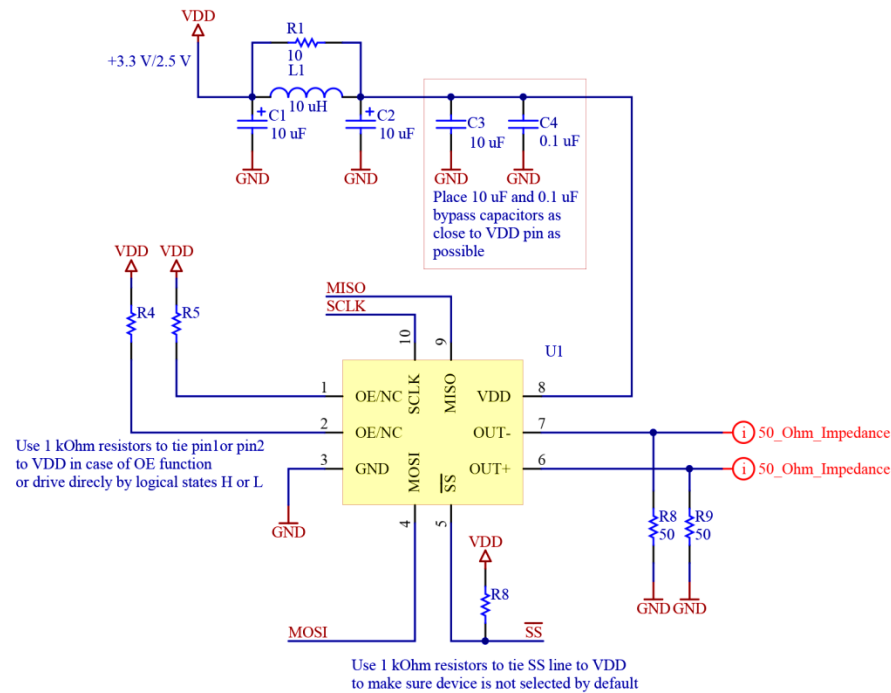 VDD
+3.3 V/2.5 V
R1
10
L1
10 uH
C1
10 uF
C2
10 uF
C3
10 uF
C4
0.1 uF
GND
GND
GND
GND
Place 10 uF and 0.1 uF
bypass capacitors as
close to VDD pin as
possible
VDD
VDD
R4
R5
MISO
SCLK
10
9
U1
1
OE/NC
SCLK
MISO
VDD
8
2
OE/NC
OUT-
7
50_Ohm_Impedance
3
GND
MOSI
SS
OUT+
6
50_Ohm_Impedance
Use 1 kOhm resistors to tie pin1or pin2
to VDD in case of OE function
or drive direcly by logical states H or L
GND
4
5
VDD
R8
50
R9
50
GND
GND
R8
MOSI
SS
Use 1 kOhm resistors to tie SS line to VDD
to make sure device is not selected by default
i
i